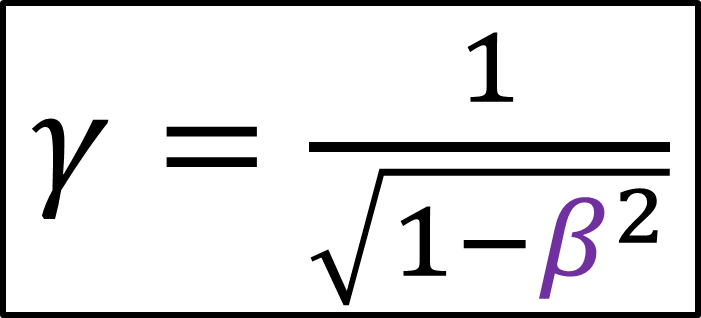 γ = 1 / √(1−β²)